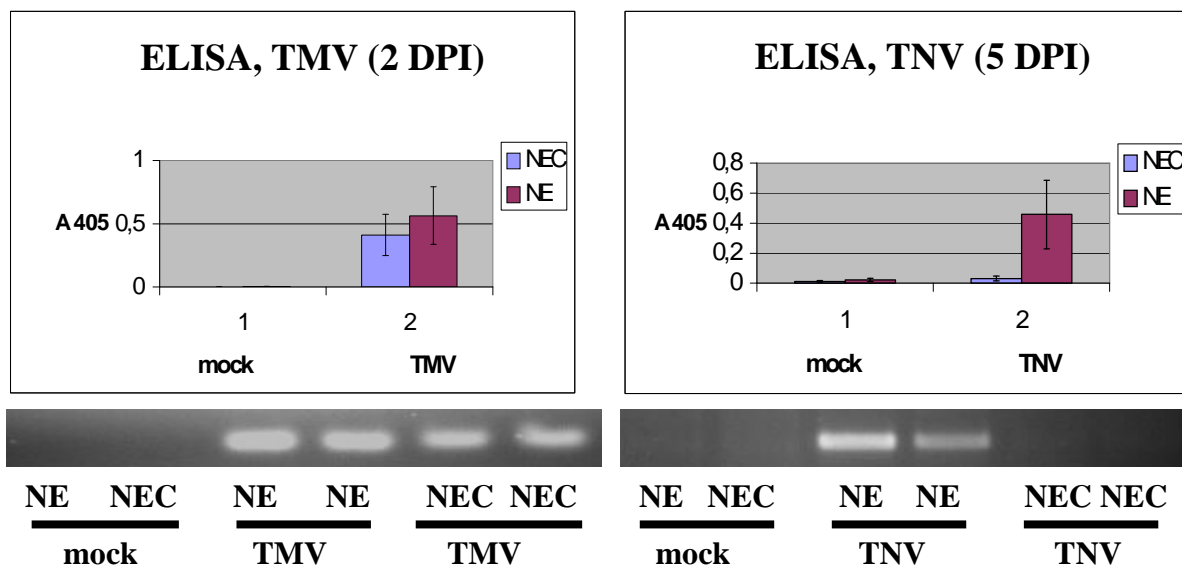 ELISA, TMV (2 DPI)
1
0,5
0
A 405
NEC
NE
1
2
mock
TMV
ELISA, TNV (5 DPI)
0,8
0,6
0,4
0,2
0
A 405
NEC
NE
1
2
mock
TNV
NE NEC NE NE NEC NEC
mock TMV TMV
NE NEC NE NE NEC NEC
mock TNV TNV